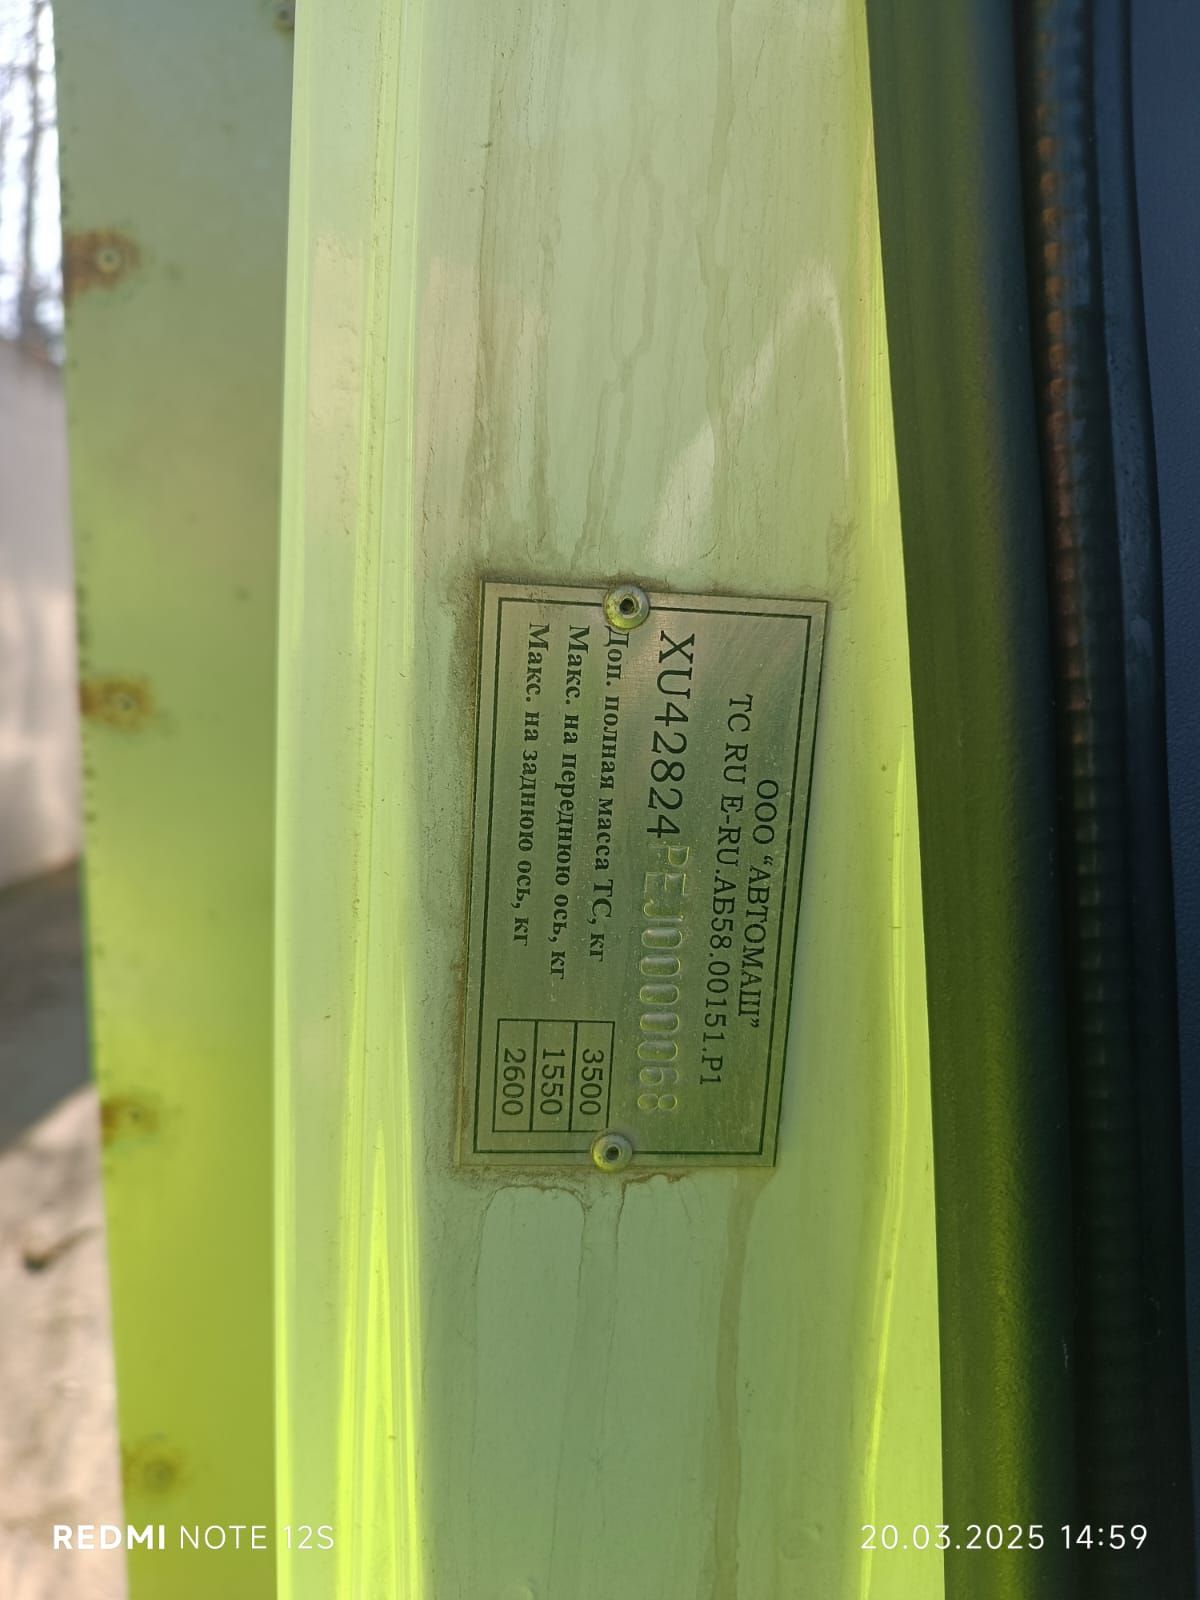 ООО “АВТОМАШ”
ТС RU Е-RU.АБ58.00151.Р1
XU42824PEJ0000068
Доп. полная масса ТС, кг 3500
Макс. на переднюю ось, кг 1550
Макс. на заднюю ось, кг 2600
REDMI NOTE 12S
20.03.2025 14:59